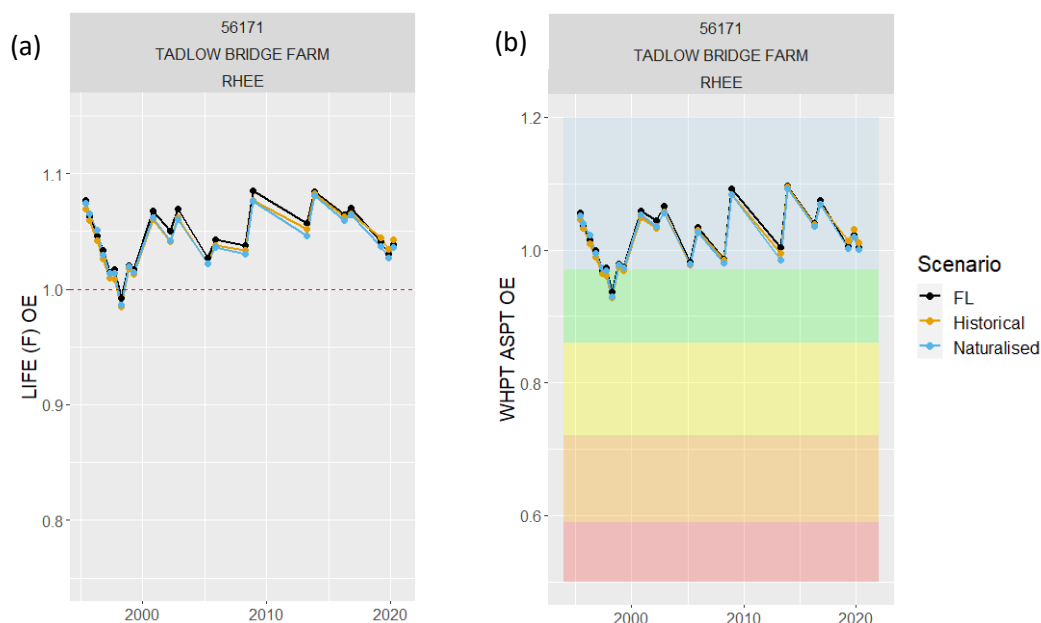 (a)
56171
TADLOW BRIDGE FARM
RHEE
LIFE (F) OE
1.1
1.0
0.9
0.8
2000
2010
2020
(b)
56171
TADLOW BRIDGE FARM
RHEE
WHPT ASPT OE
1.2
1.0
0.8
0.6
2000
2010
2020
Scenario
FL
Historical
Naturalised